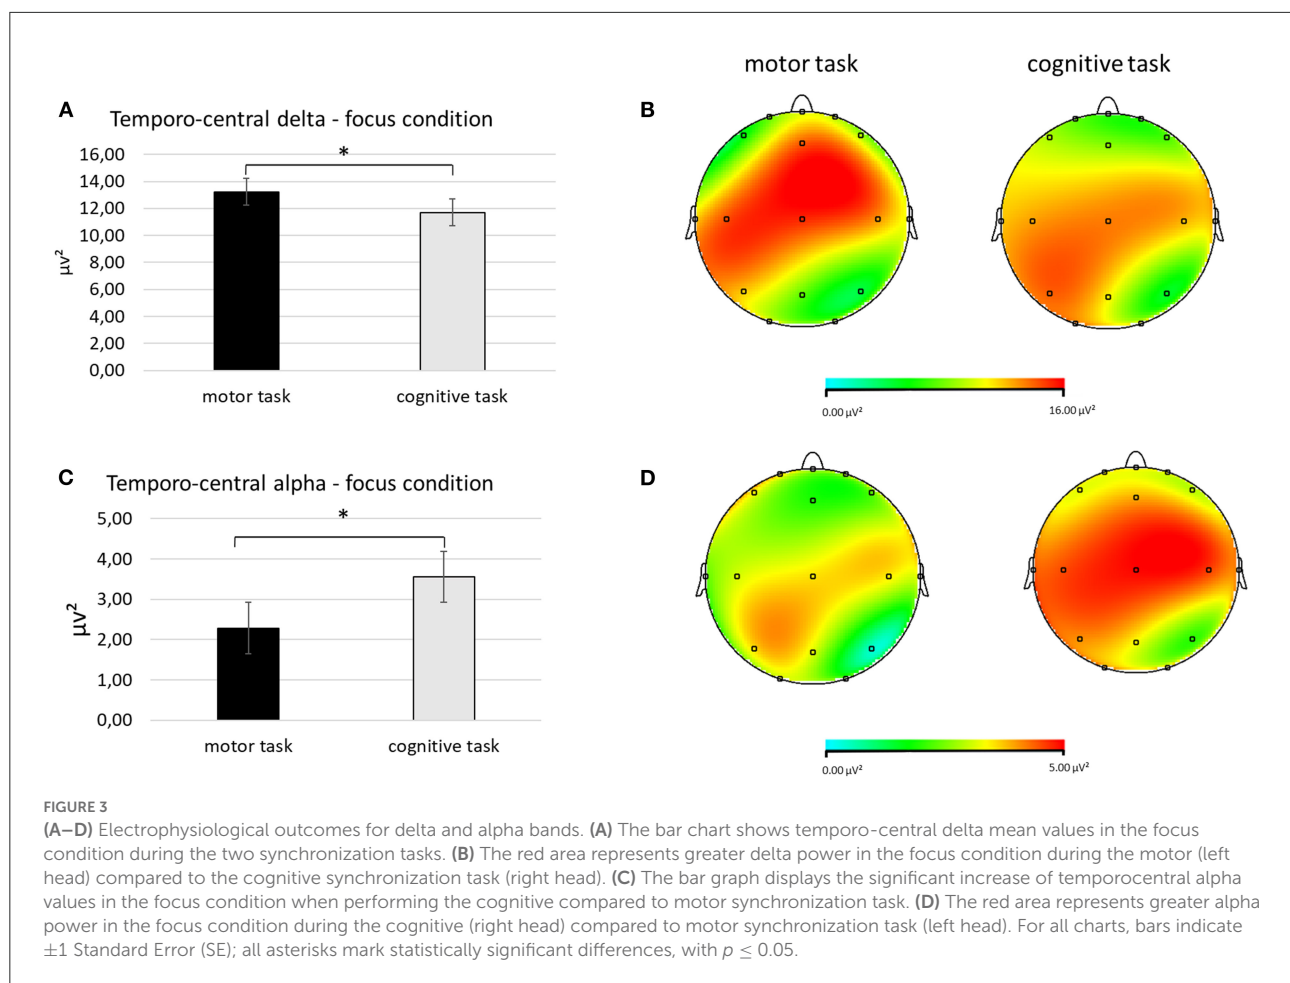 motor task
cognitive task
A
Temporo-central delta - focus condition
*
16,00
14,00
12,00
10,00
8,00
6,00
4,00
2,00
0,00
µv²
motor task
cognitive task
B
0.00 µV²
16.00 µV²
C
Temporo-central alpha - focus condition
*
5,00
4,00
3,00
2,00
1,00
0,00
µv²
motor task
cognitive task
D
0.00 µV²
5.00 µV²
FIGURE 3
(A–D) Electrophysiological outcomes for delta and alpha bands. (A) The bar chart shows temporo-central delta mean values in the focus
condition during the two synchronization tasks. (B) The red area represents greater delta power in the focus condition during the motor (left
head) compared to the cognitive synchronization task (right head). (C) The bar graph displays the significant increase of temporocentral alpha
values in the focus condition when performing the cognitive compared to motor synchronization task. (D) The red area represents greater alpha
power in the focus condition during the cognitive (right head) compared to motor synchronization task (left head). For all charts, bars indicate
±1 Standard Error (SE); all asterisks mark statistically significant differences, with p ≤ 0.05.